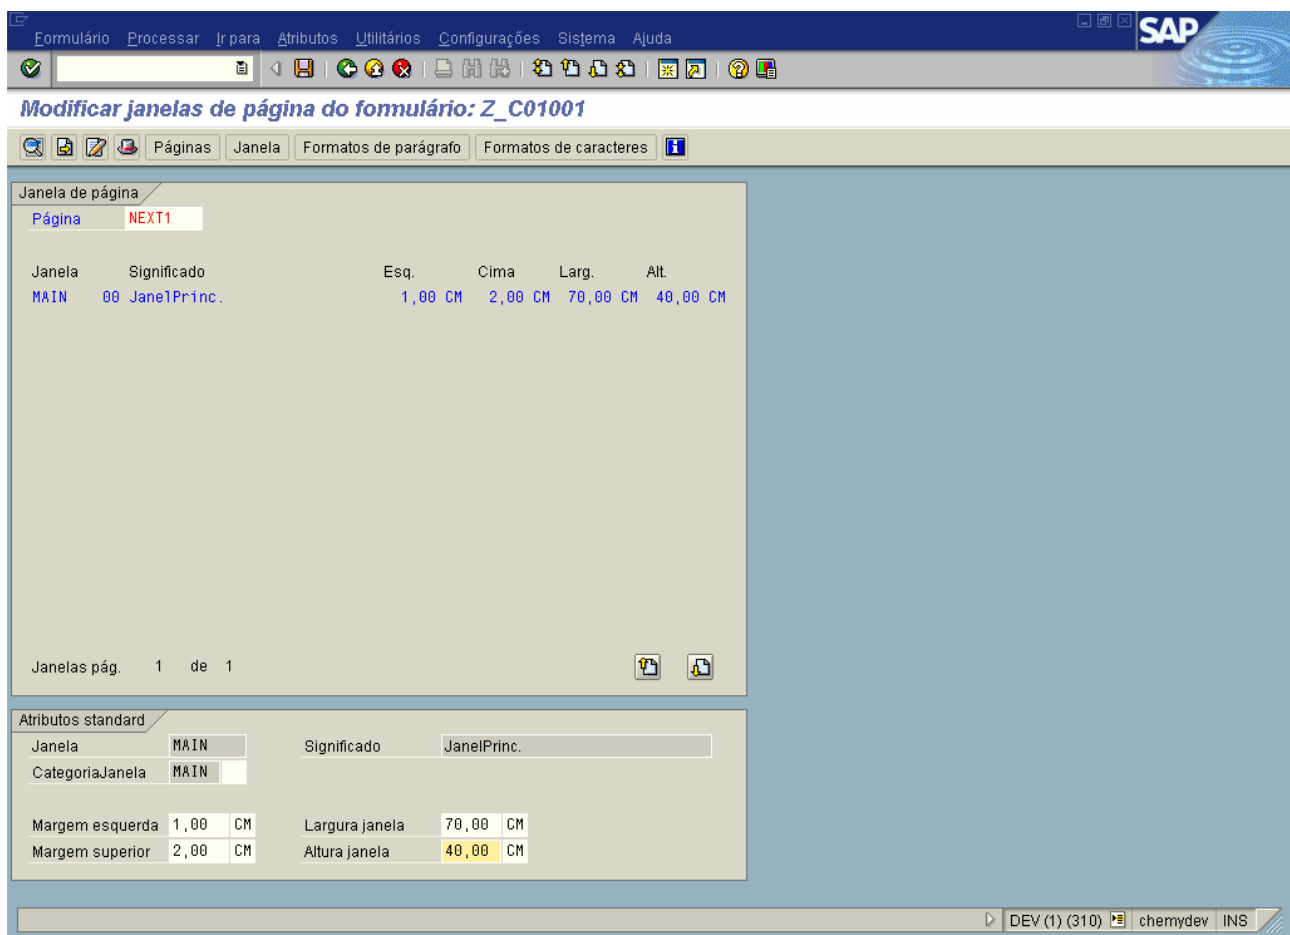 Formulário Processar Ir para Atributos Utilitários Configurações Sistema Ajuda
SAP
Modificar janelas de página do formulário: Z_C01001
Páginas Janela Formatos de parágrafo Formatos de caracteres
Janela de página
Página NEXT1
Janela Significado Esq. Cima Larg. Alt.
MAIN 00 JanelPrinc. 1,00 CM 2,00 CM 70,00 CM 40,00 CM
Janelas pág. 1 de 1
Atributos standard
Janela MAIN Significado JanelPrinc.
CategoriaJanela MAIN
Margem esquerda 1,00 CM Largura janela 70,00 CM
Margem superior 2,00 CM Altura janela 40,00 CM
DEV (1) (310) chemydev INS